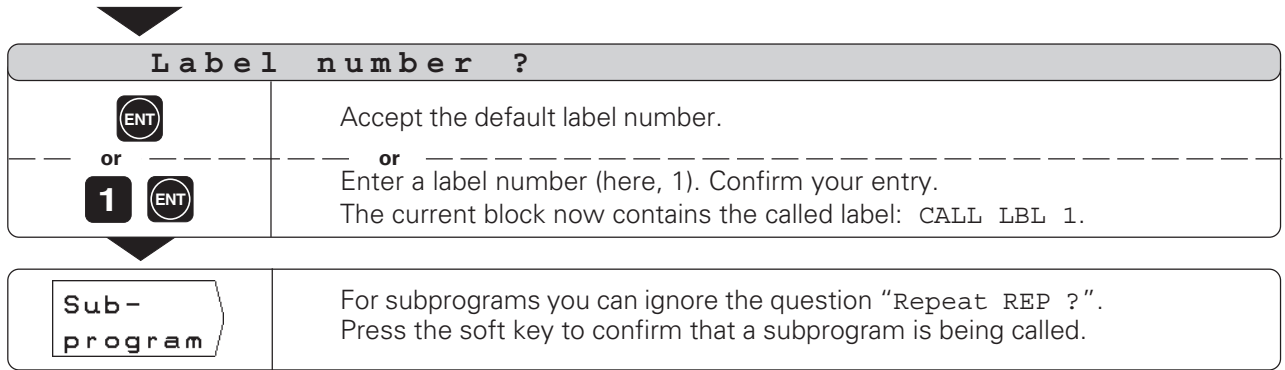 Label number ?
ENT Accept the default label number.
or or
1 ENT Enter a label number (here, 1). Confirm your entry.
The current block now contains the called label: CALL LBL 1.
Sub- For subprograms you can ignore the question “Repeat REP ?”.
program Press the soft key to confirm that a subprogram is being called.